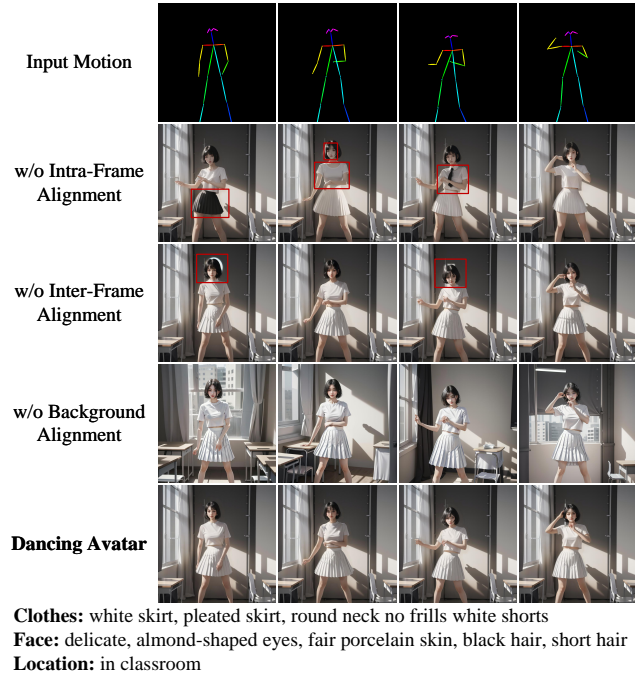 Input Motion
w/o Intra-Frame
Alignment
w/o Inter-Frame
Alignment
w/o Background
Alignment
Dancing Avatar
Clothes: white skirt, pleated skirt, round neck no frills white shorts
Face: delicate, almond-shaped eyes, fair porcelain skin, black hair, short hair
Location: in classroom